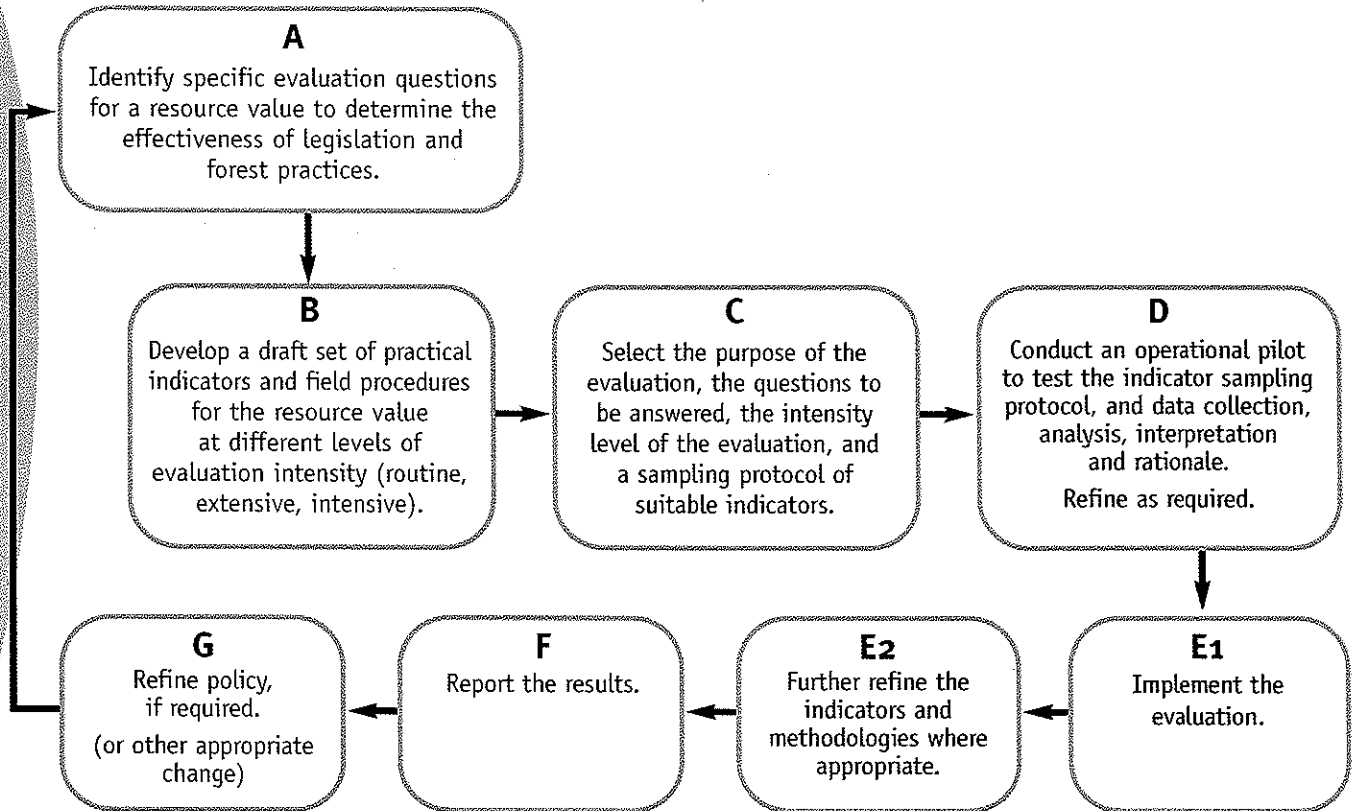 A
Identify specific evaluation questions
for a resource value to determine the
effectiveness of legislation and
forest practices.
B
Develop a draft set of practical
indicators and field procedures
for the resource value
at different levels of
evaluation intensity (routine,
extensive, intensive).
C
Select the purpose of the
evaluation, the questions to
be answered, the intensity
level of the evaluation, and
a sampling protocol of
suitable indicators.
D
Conduct an operational pilot
to test the indicator sampling
protocol, and data collection,
analysis, interpretation
and rationale.
Refine as required.
E1
Implement the
evaluation.
E2
Further refine the
indicators and
methodologies where
appropriate.
F
Report the results.
G
Refine policy,
if required.
(or other appropriate
change)